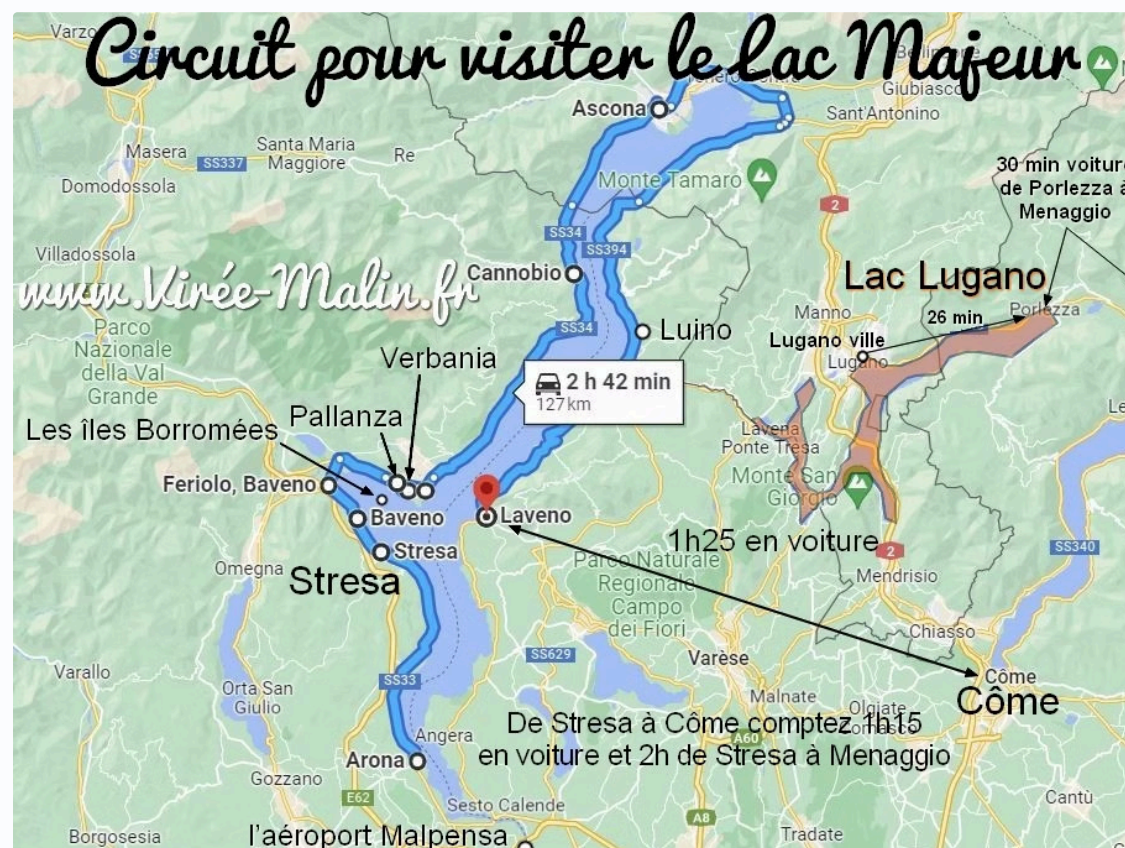 Circuit pour visiter le Lac Majeur
Varzo
Bellinzona
Giubiasco
Ascona
Sant'Antonino
Masera
SS337
Santa Maria
Maggiore
Re
Domodossola
Monte Tamaro
2
30 min voiture
de Porlezza à
Menaggio
SS34
SS394
Villadossola
Cannobio
www.Virée-Malin.fr
Lac Lugano
Manno
26 min
Porlezza
Parco
Nazionale
della Val
Grande
SS34
Luino
Lugano ville
Lugano
Verbania
2 h 42 min
127 km
Pallanza
Les îles Borromées
Lavena
Ponte Tresa
Monte San
Giorgio
Feriolo, Baveno
Baveno
Laveno
1h25 en voiture
2
SS340
Stresa
Stresa
Omegna
Parco Naturale
Regionale
Campo
dei Fiori
Mendrisio
Chiasso
SS629
Varèse
Varallo
SS33
Orta San
Giulio
Malnate
Côme
Côme
Olgiate
Comasco
De Stresa à Côme comptez 1h15
en voiture et 2h de Stresa à Menaggio
A60
Angera
Arona
Gozzano
E62
Sesto Calende
Cantù
A8
Borgosesia
l'aéroport Malpensa
Tradate